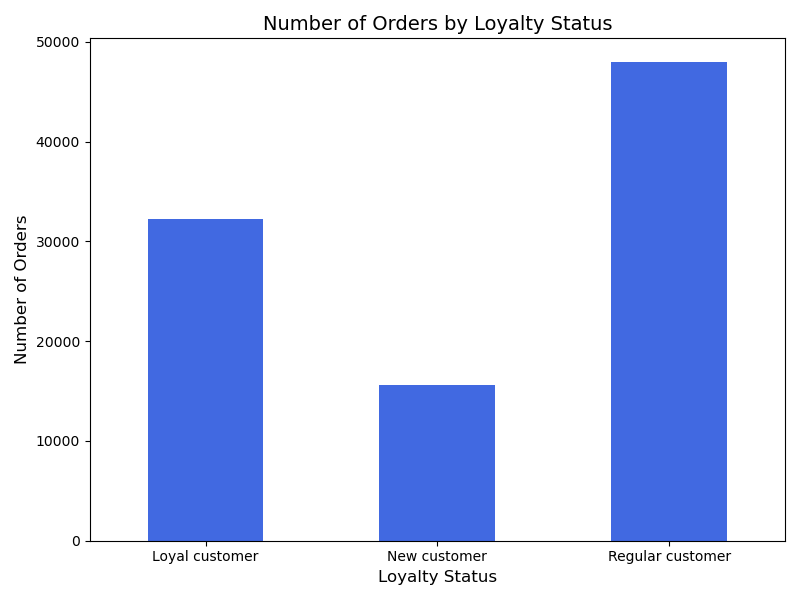 Number of Orders by Loyalty Status
50000
40000
30000
20000
10000
0
Number of Orders
Loyal customer
New customer
Regular customer
Loyalty Status